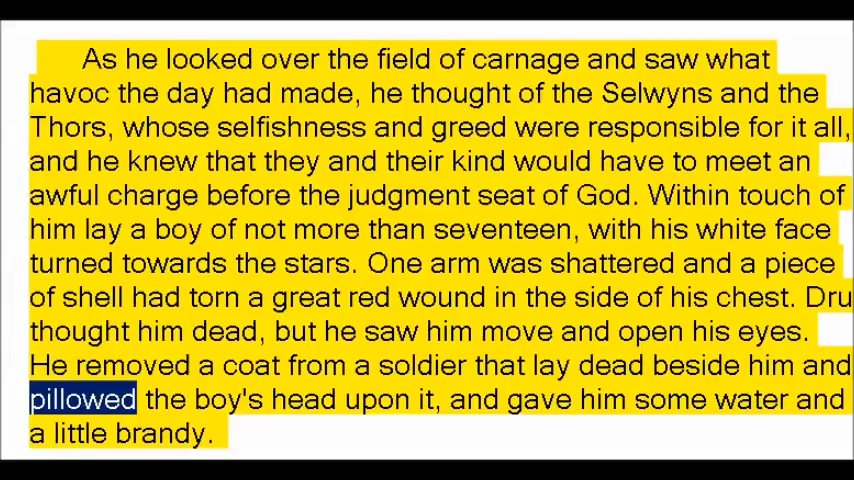 As he looked over the field of carnage and saw what
havoc the day had made, he thought of the Selwyns and the
Thors, whose selfishness and greed were responsible for it all,
and he knew that they and their kind would have to meet an
awful charge before the judgment seat of God. Within touch of
him lay a boy of not more than seventeen, with his white face
turned towards the stars. One arm was shattered and a piece
of shell had torn a great red wound in the side of his chest. Dru
thought him dead, but he saw him move and open his eyes.
He removed a coat from a soldier that lay dead beside him and
pillowed the boy's head upon it, and gave him some water and
a little brandy.